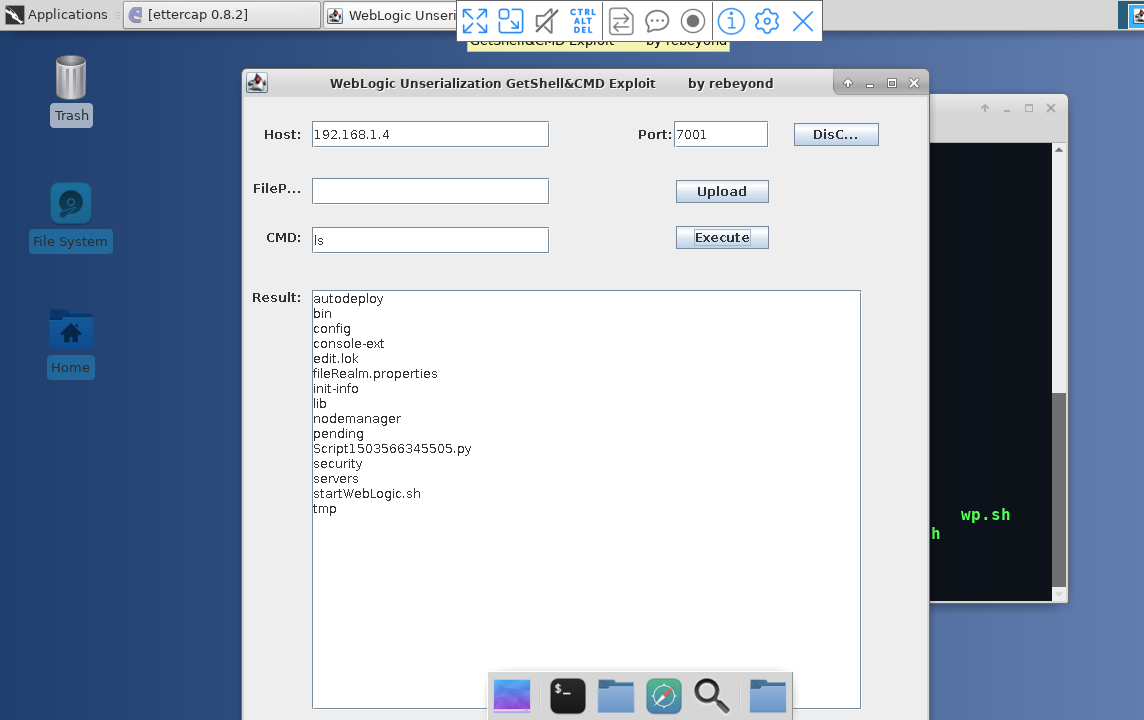 Applications
[ettercap 0.8.2]
WebLogic Unseri
CTRL
ALT
DEL
GetShell&CMD Exploit by rebeyond
Trash
File System
Home
WebLogic Unserialization GetShell&CMD Exploit by rebeyond
Host: 192.168.1.4 Port: 7001 DisC...
FileP... Upload
CMD: ls Execute
Result:
autodeploy
bin
config
console-ext
edit.lok
fileRealm.properties
init-info
lib
nodemanager
pending
Script1503566345505.py
security
servers
startWebLogic.sh
tmp
wp.sh
h
$_